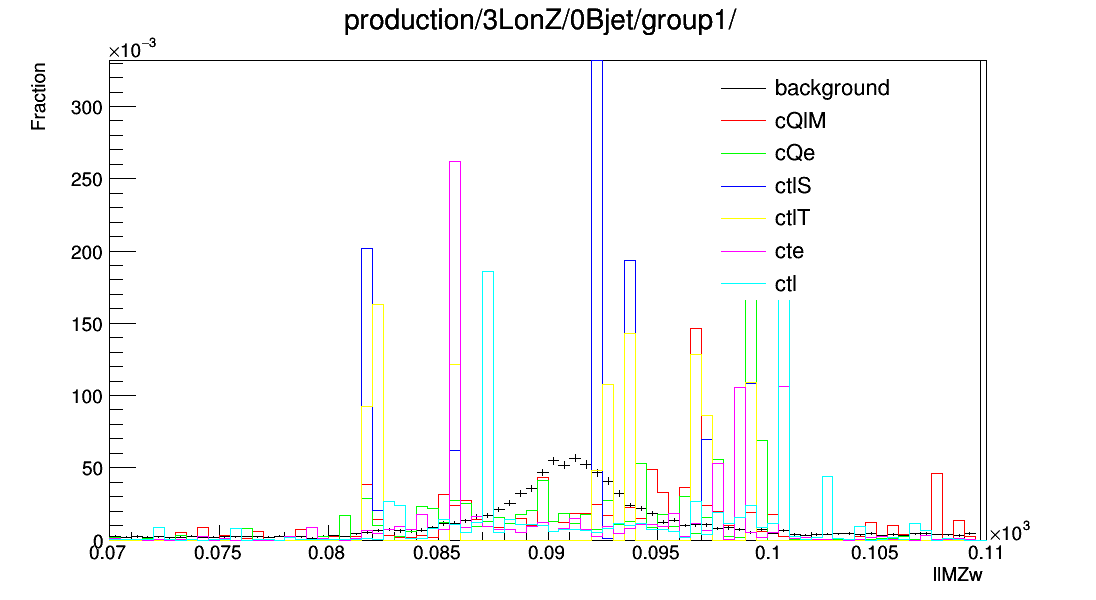 production/3LonZ/0Bjet/group1/
×10⁻³
Fraction
300
250
200
150
100
50
0
background
cQlM
cQe
ctlS
ctlT
cte
ctl
0.07
0.075
0.08
0.085
0.09
0.095
0.1
0.105
0.11
×10³
llMZw